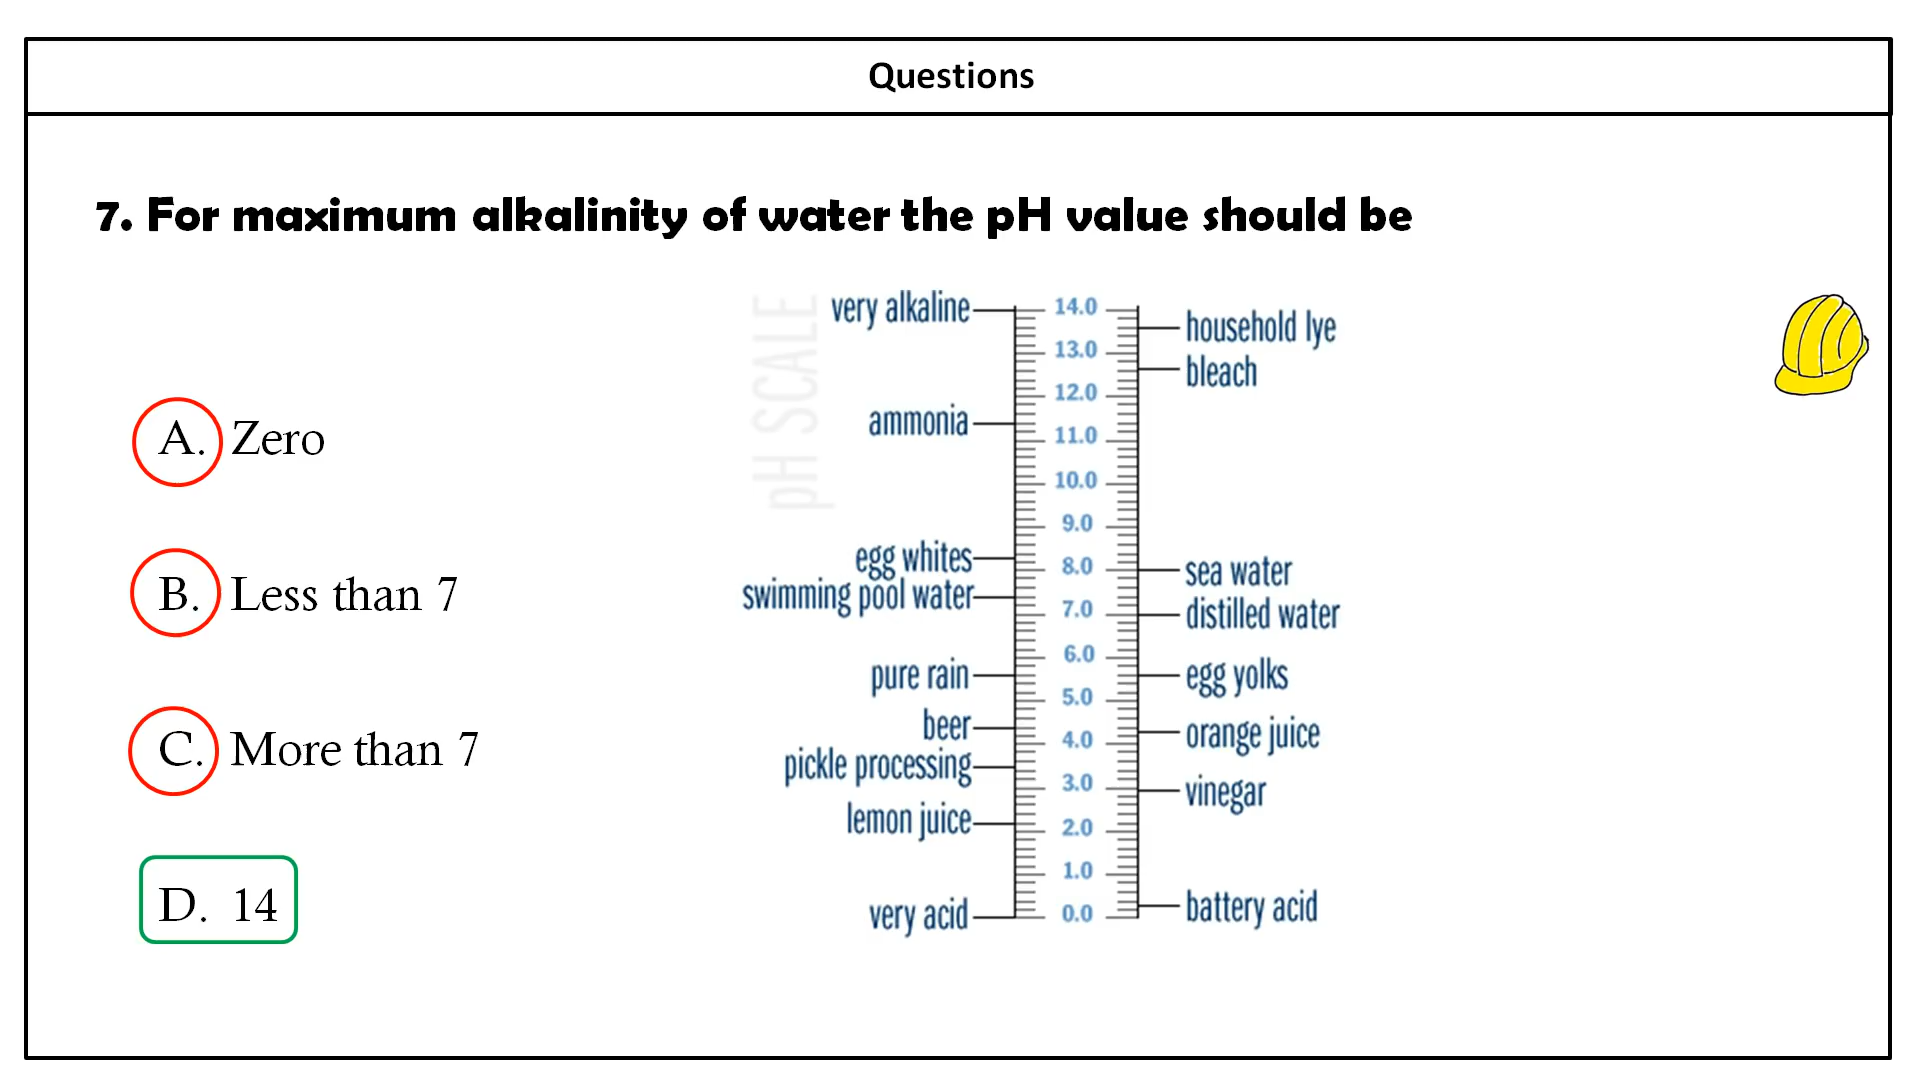 Questions
7. For maximum alkalinity of water the pH value should be
A. Zero
B. Less than 7
C. More than 7
D. 14
pH SCALE
very alkaline
ammonia
egg whites
swimming pool water
pure rain
beer
pickle processing
lemon juice
very acid
14.0
13.0
12.0
11.0
10.0
9.0
8.0
7.0
6.0
5.0
4.0
3.0
2.0
1.0
0.0
household lye
bleach
sea water
distilled water
egg yolks
orange juice
vinegar
battery acid